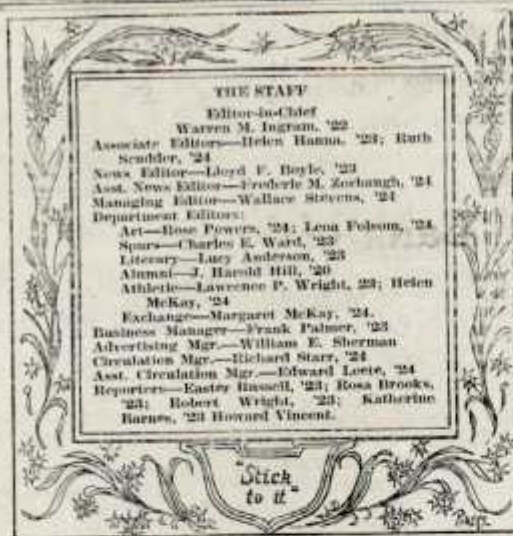 THE STAFF
Editor-in-Chief
Warren M. Ingram, '22
Associate Editors—Helen Hanna, '23; Ruth
Scudder, '24
News Editor—Lloyd F. Boyle, '23
Asst. News Editor—Frederic M. Zorbaugh, '24
Managing Editor—Wallace Stevens, '24
Department Editors:
Art—Rose Powers, '24; Lena Folsom, '24.
Spurs—Charles E. Ward, '23
Literary—Lucy Anderson, '23
Alumni—J. Harold Hill, '20
Athletic—Lawrence P. Wright, 23; Helen
McKay, '24
Exchange—Margaret McKay, '24.
Business Manager—Frank Palmer, '23
Advertising Mgr.—William E. Sherman
Circulation Mgr.—Richard Starr, '24
Asst. Circulation Mgr.—Edward Leete, '24
Reporters—Easter Russell, '23; Rosa Brooks,
'23; Robert Wright, '23; Katherine
Barnes, '23 Howard Vincent.
"Stick
to it"